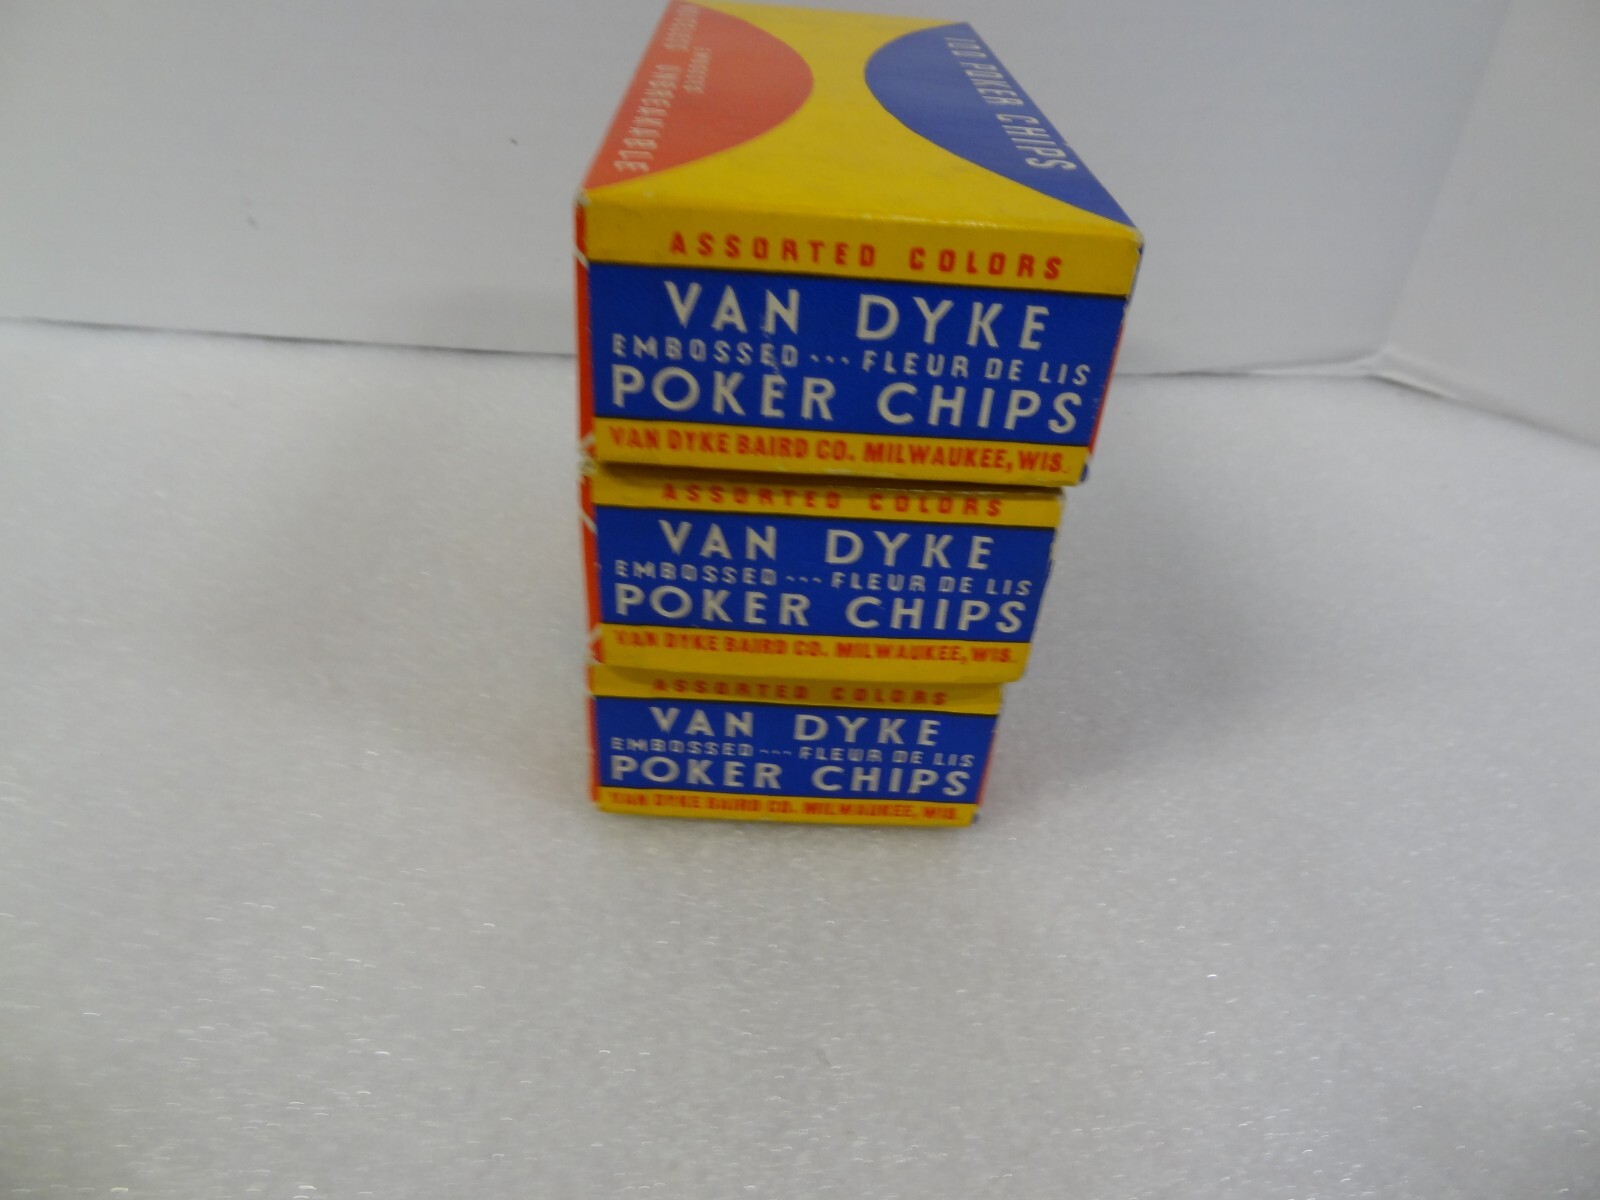 INTERLOCKING UNBREAKABLE
100 POKER CHIPS
ASSORTED COLORS
VAN DYKE
EMBOSSED --- FLEUR DE LIS
POKER CHIPS
VAN DYKE BAIRD CO. MILWAUKEE, WIS.
ASSORTED COLORS
VAN DYKE
EMBOSSED --- FLEUR DE LIS
POKER CHIPS
VAN DYKE BAIRD CO. MILWAUKEE, WIS.
ASSORTED COLORS
VAN DYKE
EMBOSSED --- FLEUR DE LIS
POKER CHIPS
VAN DYKE BAIRD CO. MILWAUKEE, WIS.